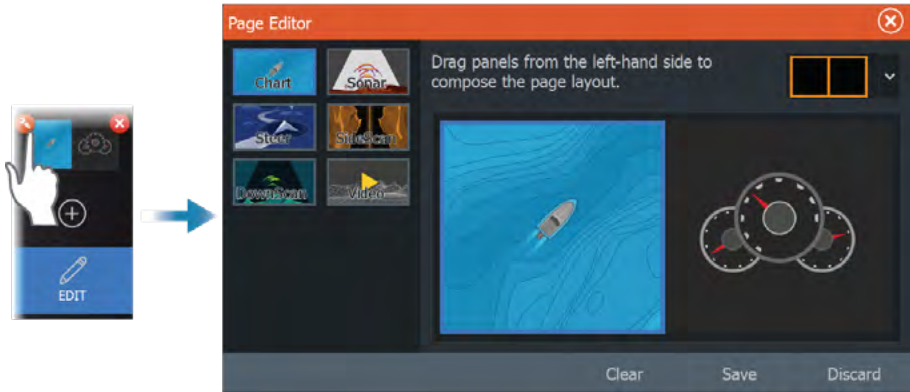 EDIT
Page Editor
Chart
Sonar
Steer
SideScan
DownScan
Video
Drag panels from the left-hand side to
compose the page layout.
Clear
Save
Discard